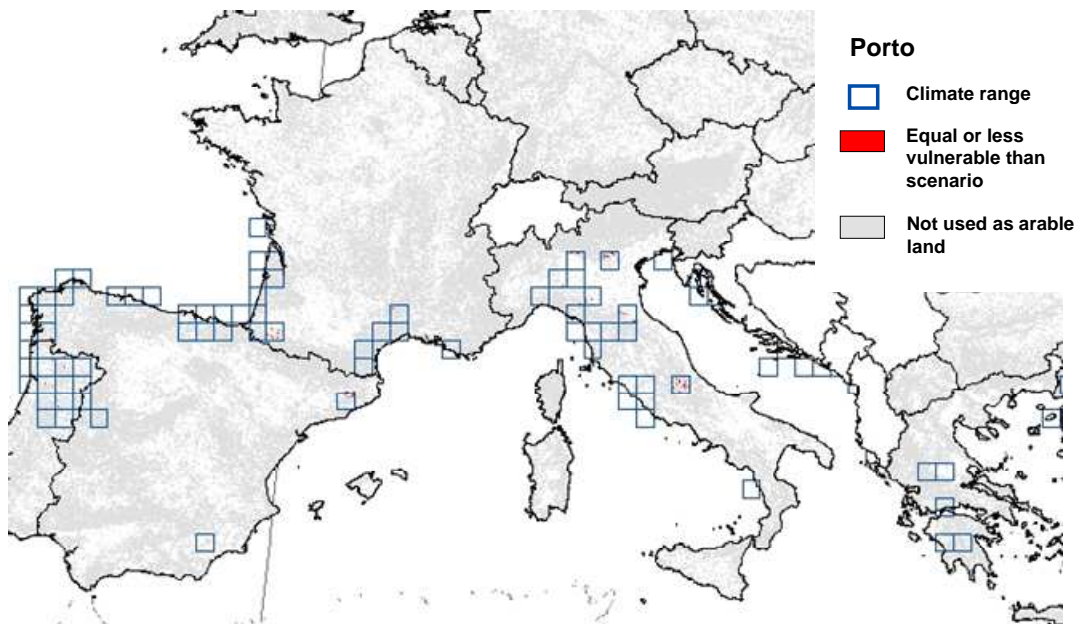 Porto
Climate range
Equal or less
vulnerable than
scenario
Not used as arable
land